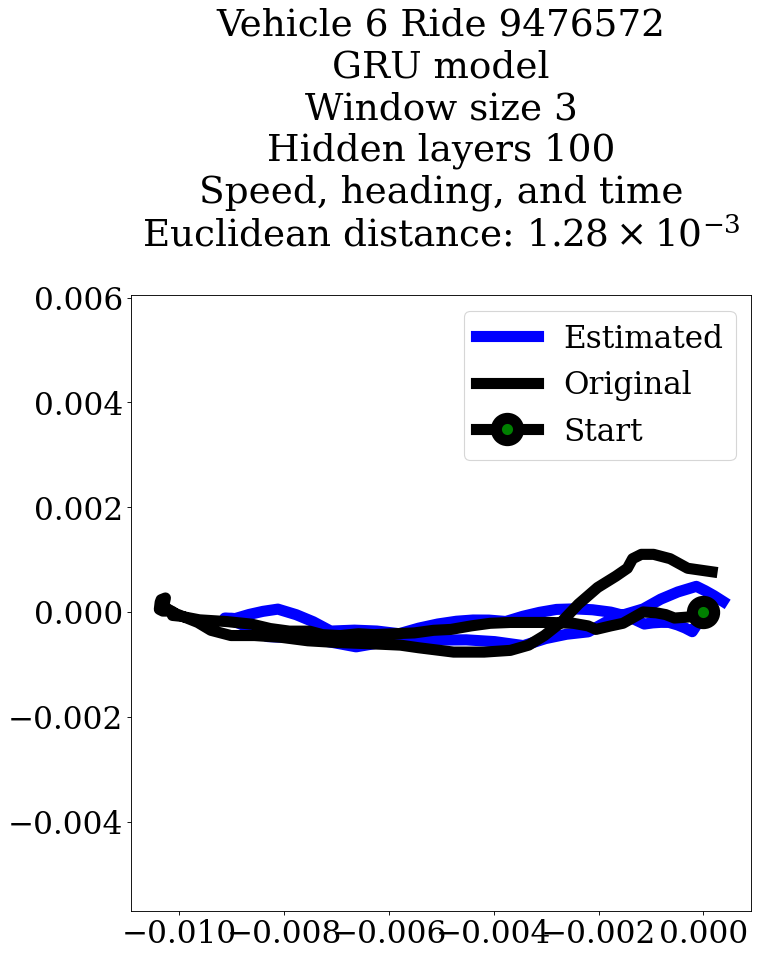 Vehicle 6 Ride 9476572
GRU model
Window size 3
Hidden layers 100
Speed, heading, and time
Euclidean distance: 1.28 × 10⁻³
0.006
0.004
0.002
0.000
−0.002
−0.004
Estimated
Original
Start
−0.010 −0.008 −0.006 −0.004 −0.002 0.000